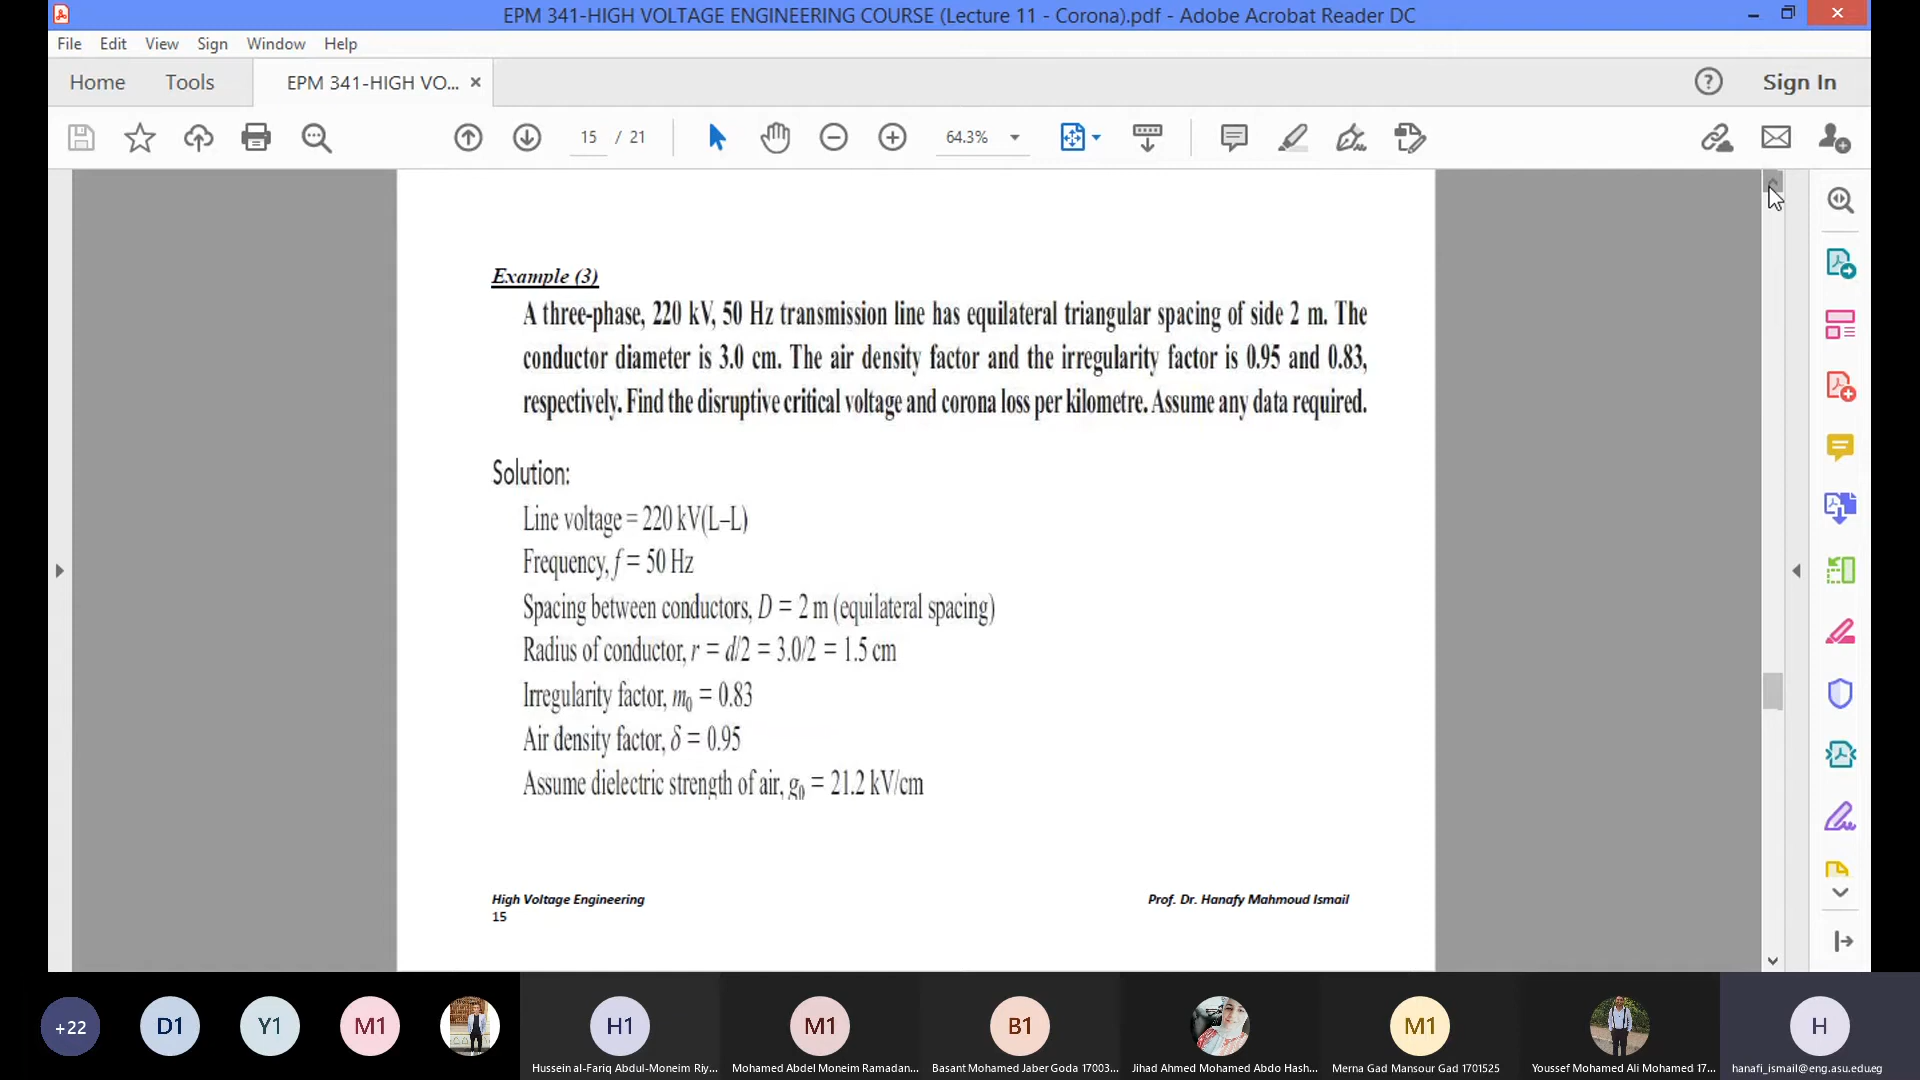 EPM 341-HIGH VOLTAGE ENGINEERING COURSE (Lecture 11 - Corona).pdf - Adobe Acrobat Reader DC
File Edit View Sign Window Help
Home Tools EPM 341-HIGH VO... × Sign In
15 / 21 64.3%
Example (3)
A three-phase, 220 kV, 50 Hz transmission line has equilateral triangular spacing of side 2 m. The
conductor diameter is 3.0 cm. The air density factor and the irregularity factor is 0.95 and 0.83,
respectively. Find the disruptive critical voltage and corona loss per kilometre. Assume any data required.
Solution:
Line voltage = 220 kV(L–L)
Frequency, f = 50 Hz
Spacing between conductors, D = 2 m (equilateral spacing)
Radius of conductor, r = d/2 = 3.0/2 = 1.5 cm
Irregularity factor, m₀ = 0.83
Air density factor, δ = 0.95
Assume dielectric strength of air, g₀ = 21.2 kV/cm
High Voltage Engineering Prof. Dr. Hanafy Mahmoud Ismail
15
+22 D1 Y1 M1 H1 M1 B1 M1 H
Hussein al-Fariq Abdul-Moneim Riy... Mohamed Abdel Moneim Ramadan... Basant Mohamed Jaber Goda 17003... Jihad Ahmed Mohamed Abdo Hash... Merna Gad Mansour Gad 1701525 Youssef Mohamed Ali Mohamed 17... hanafi_ismail@eng.asu.edu.eg